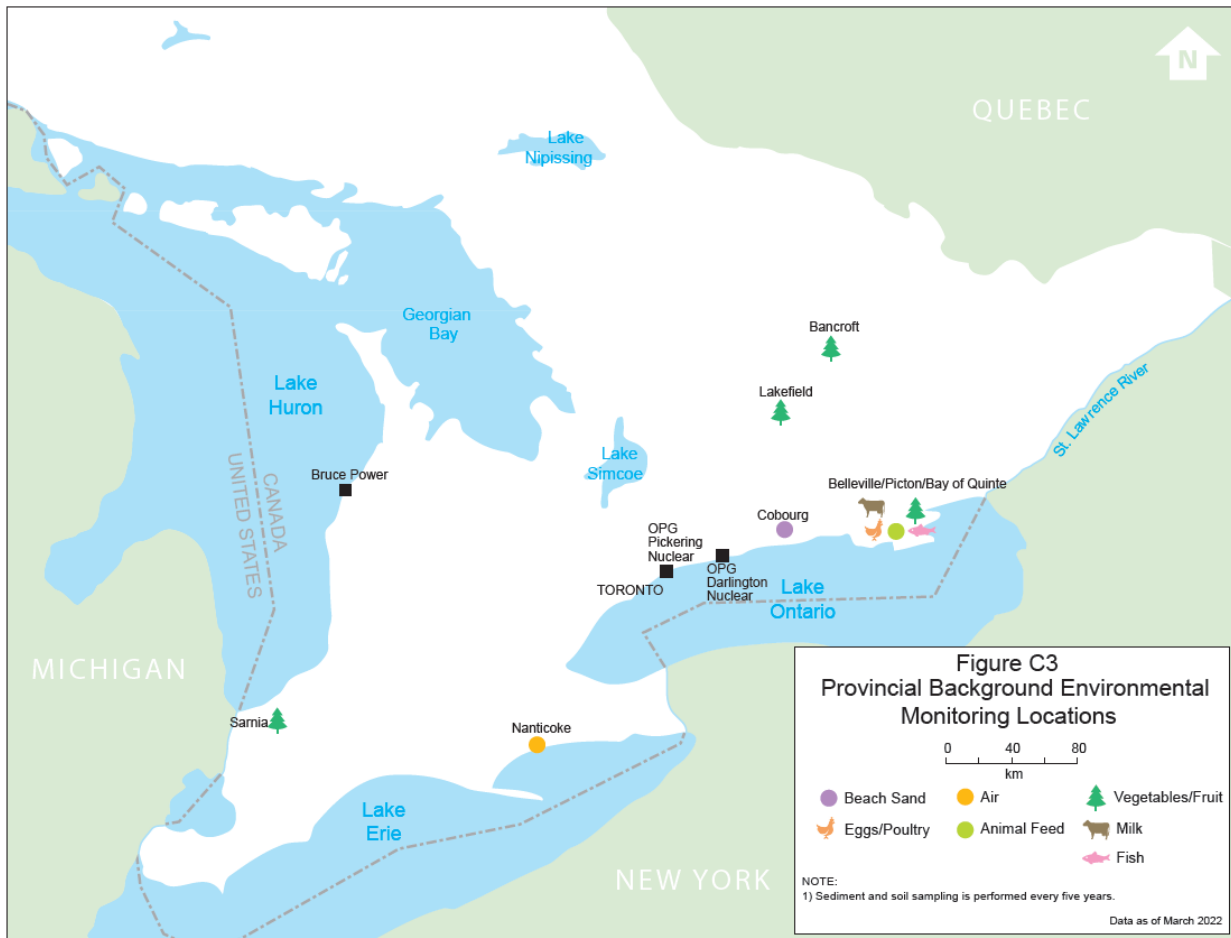 N
QUEBEC
Lake
Nipissing
Georgian
Bay
Bancroft
Lake
Huron
Lakefield
St. Lawrence River
Lake
Simcoe
Bruce Power
Belleville/Picton/Bay of Quinte
CANADA
UNITED STATES
Cobourg
OPG
Pickering
Nuclear
TORONTO
OPG
Darlington
Nuclear
Lake
Ontario
MICHIGAN
Sarnia
Nanticoke
Lake
Erie
NEW YORK
Figure C3
Provincial Background Environmental
Monitoring Locations
0 40 80
km
Beach Sand Air Vegetables/Fruit
Eggs/Poultry Animal Feed Milk
Fish
NOTE:
1) Sediment and soil sampling is performed every five years.
Data as of March 2022